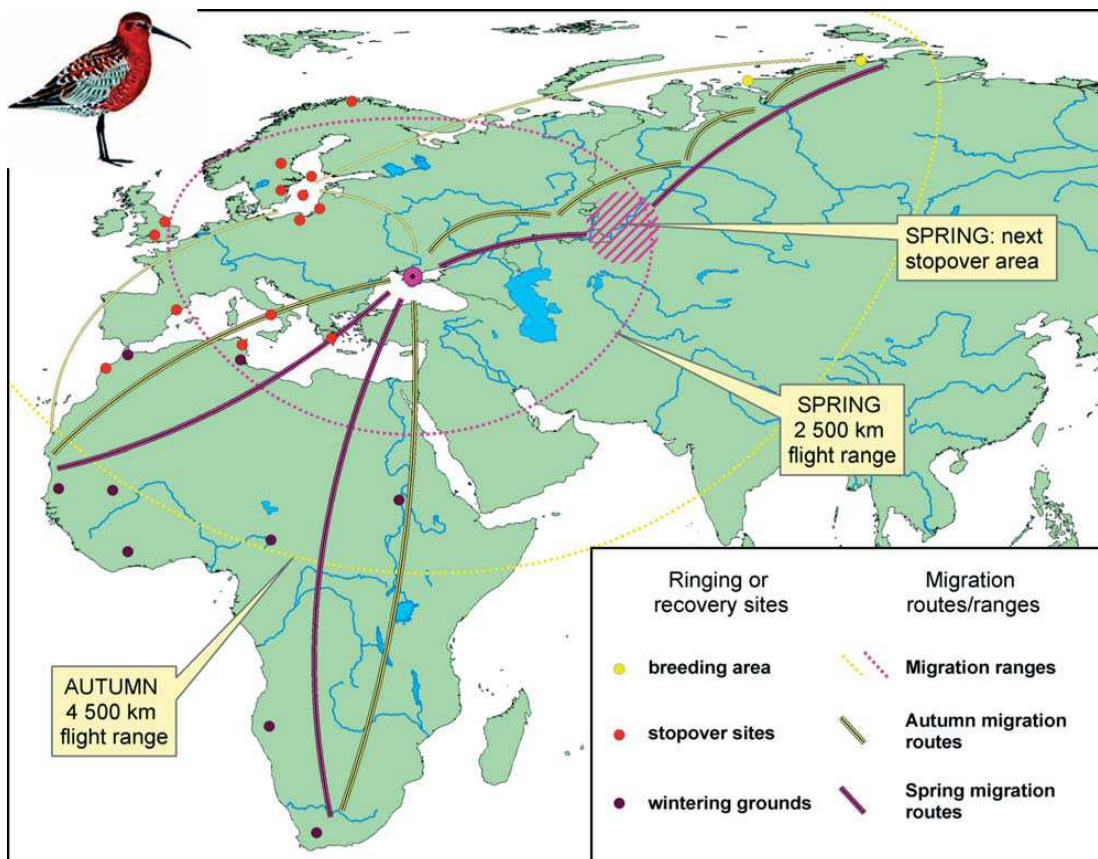 SPRING: next
stopover area
SPRING
2 500 km
flight range
AUTUMN
4 500 km
flight range
Ringing or
recovery sites
breeding area
stopover sites
wintering grounds
Migration
routes/ranges
Migration ranges
Autumn migration
routes
Spring migration
routes